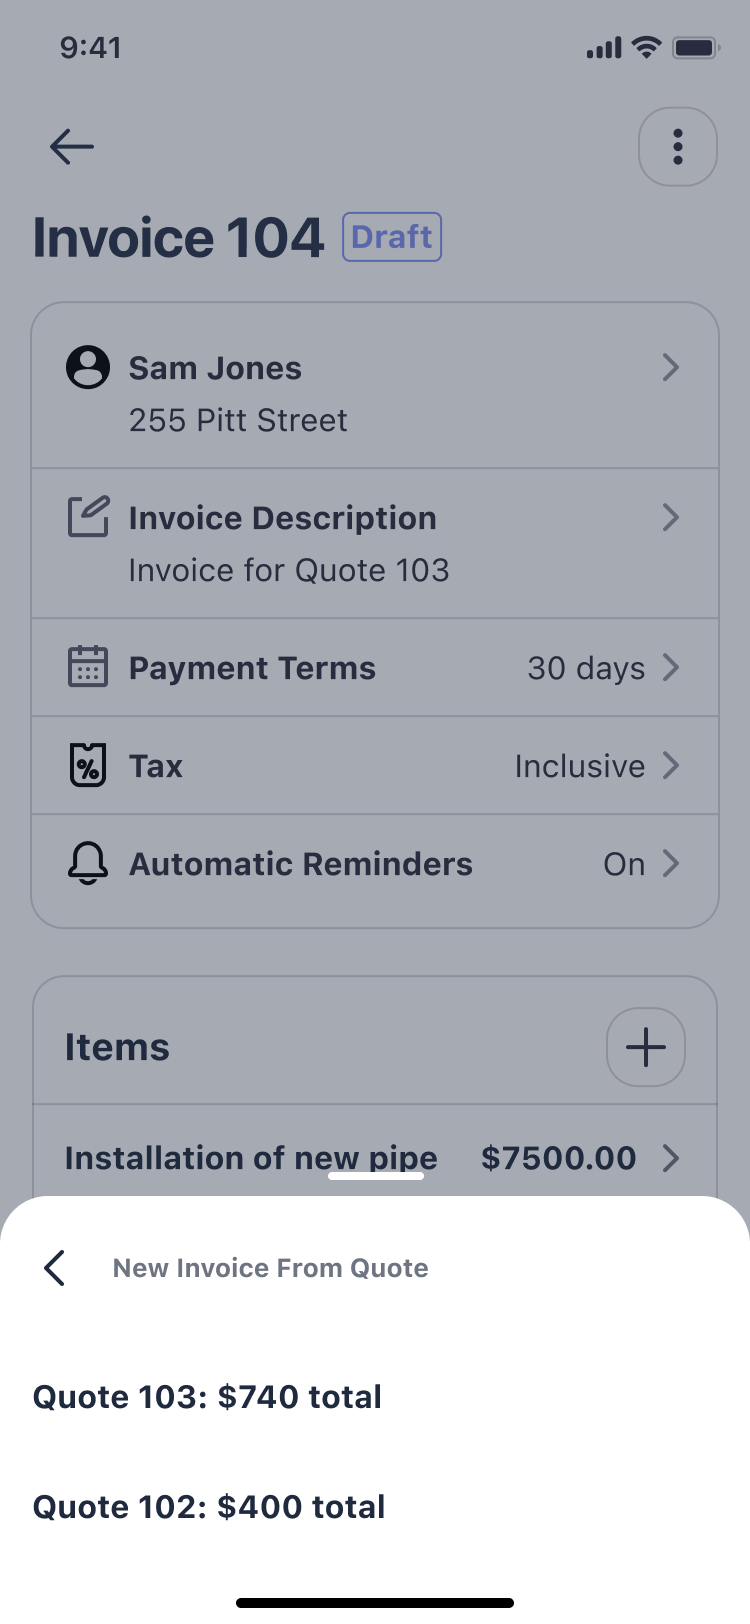 9:41
Invoice 104 Draft
Sam Jones
255 Pitt Street
Invoice Description
Invoice for Quote 103
Payment Terms 30 days
Tax Inclusive
Automatic Reminders On
Items
Installation of new pipe $7500.00
New Invoice From Quote
Quote 103: $740 total
Quote 102: $400 total